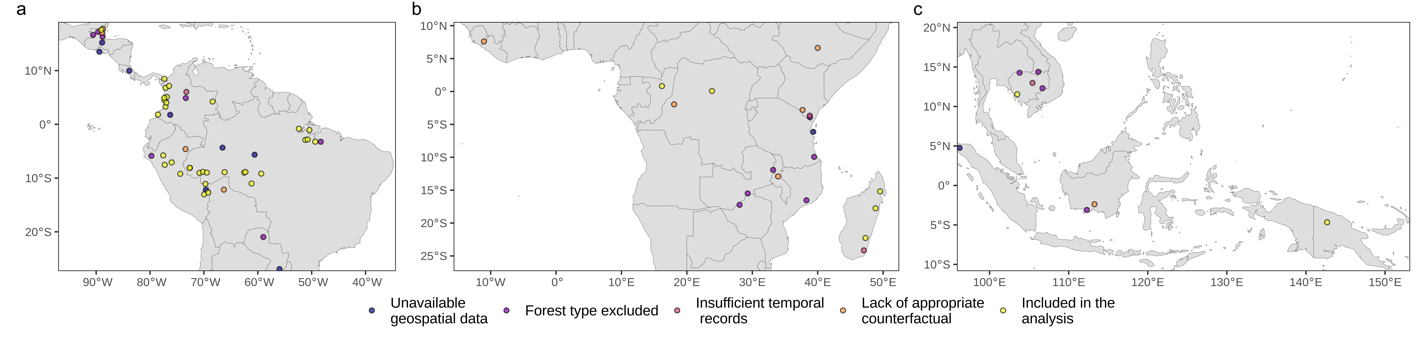 a
b
c
10°N
0°
10°S
20°S
90°W
80°W
70°W
60°W
50°W
40°W
10°N
5°N
0°
5°S
10°S
15°S
20°S
25°S
10°W
0°
10°E
20°E
30°E
40°E
50°E
20°N
15°N
10°N
5°N
0°
5°S
10°S
100°E
110°E
120°E
130°E
140°E
150°E
Unavailable
geospatial data
Forest type excluded
Insufficient temporal
records
Lack of appropriate
counterfactual
Included in the
analysis